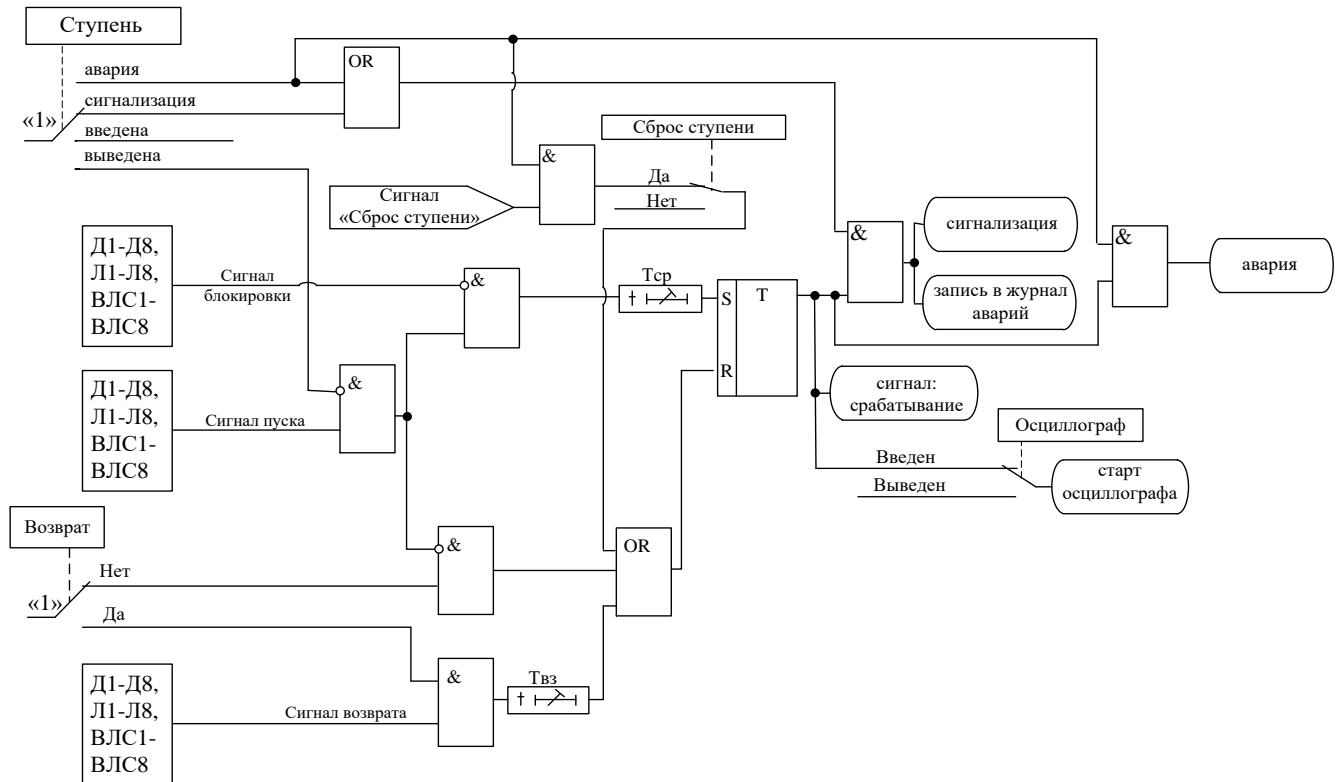 Ступень
авария
OR
сигнализация
«1»
введена
выведена
&
Сброс ступени
Да
Нет
Сигнал
«Сброс ступени»
Д1-Д8,
Л1-Л8,
ВЛС1-
ВЛС8
Сигнал
блокировки
&
Тср
S
T
R
&
сигнализация
запись в журнал
аварий
&
авария
Д1-Д8,
Л1-Л8,
ВЛС1-
ВЛС8
Сигнал пуска
&
сигнал:
срабатывание
Осциллограф
Введен
Выведен
старт
осциллографа
Возврат
«1»
Нет
Да
&
OR
Д1-Д8,
Л1-Л8,
ВЛС1-
ВЛС8
Сигнал возврата
&
Твз